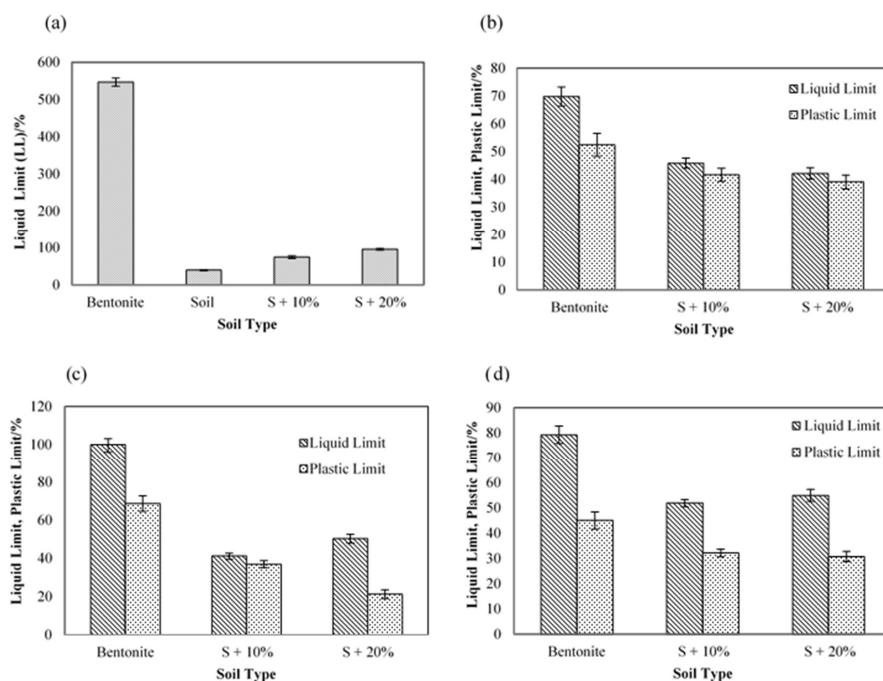 (a)
600
500
400
300
200
100
0
Liquid Limit (LL)/%
Bentonite Soil S + 10% S + 20%
Soil Type
(b)
80
70
60
50
40
30
20
10
0
Liquid Limit, Plastic Limit/%
Liquid Limit
Plastic Limit
Bentonite S + 10% S + 20%
Soil Type
(c)
120
100
80
60
40
20
0
Liquid Limit, Plastic Limit/%
Liquid Limit
Plastic Limit
Bentonite S + 10% S + 20%
Soil Type
(d)
90
80
70
60
50
40
30
20
10
0
Liquid Limit, Plastic Limit/%
Liquid Limit
Plastic Limit
Bentonite S + 10% S + 20%
Soil Type